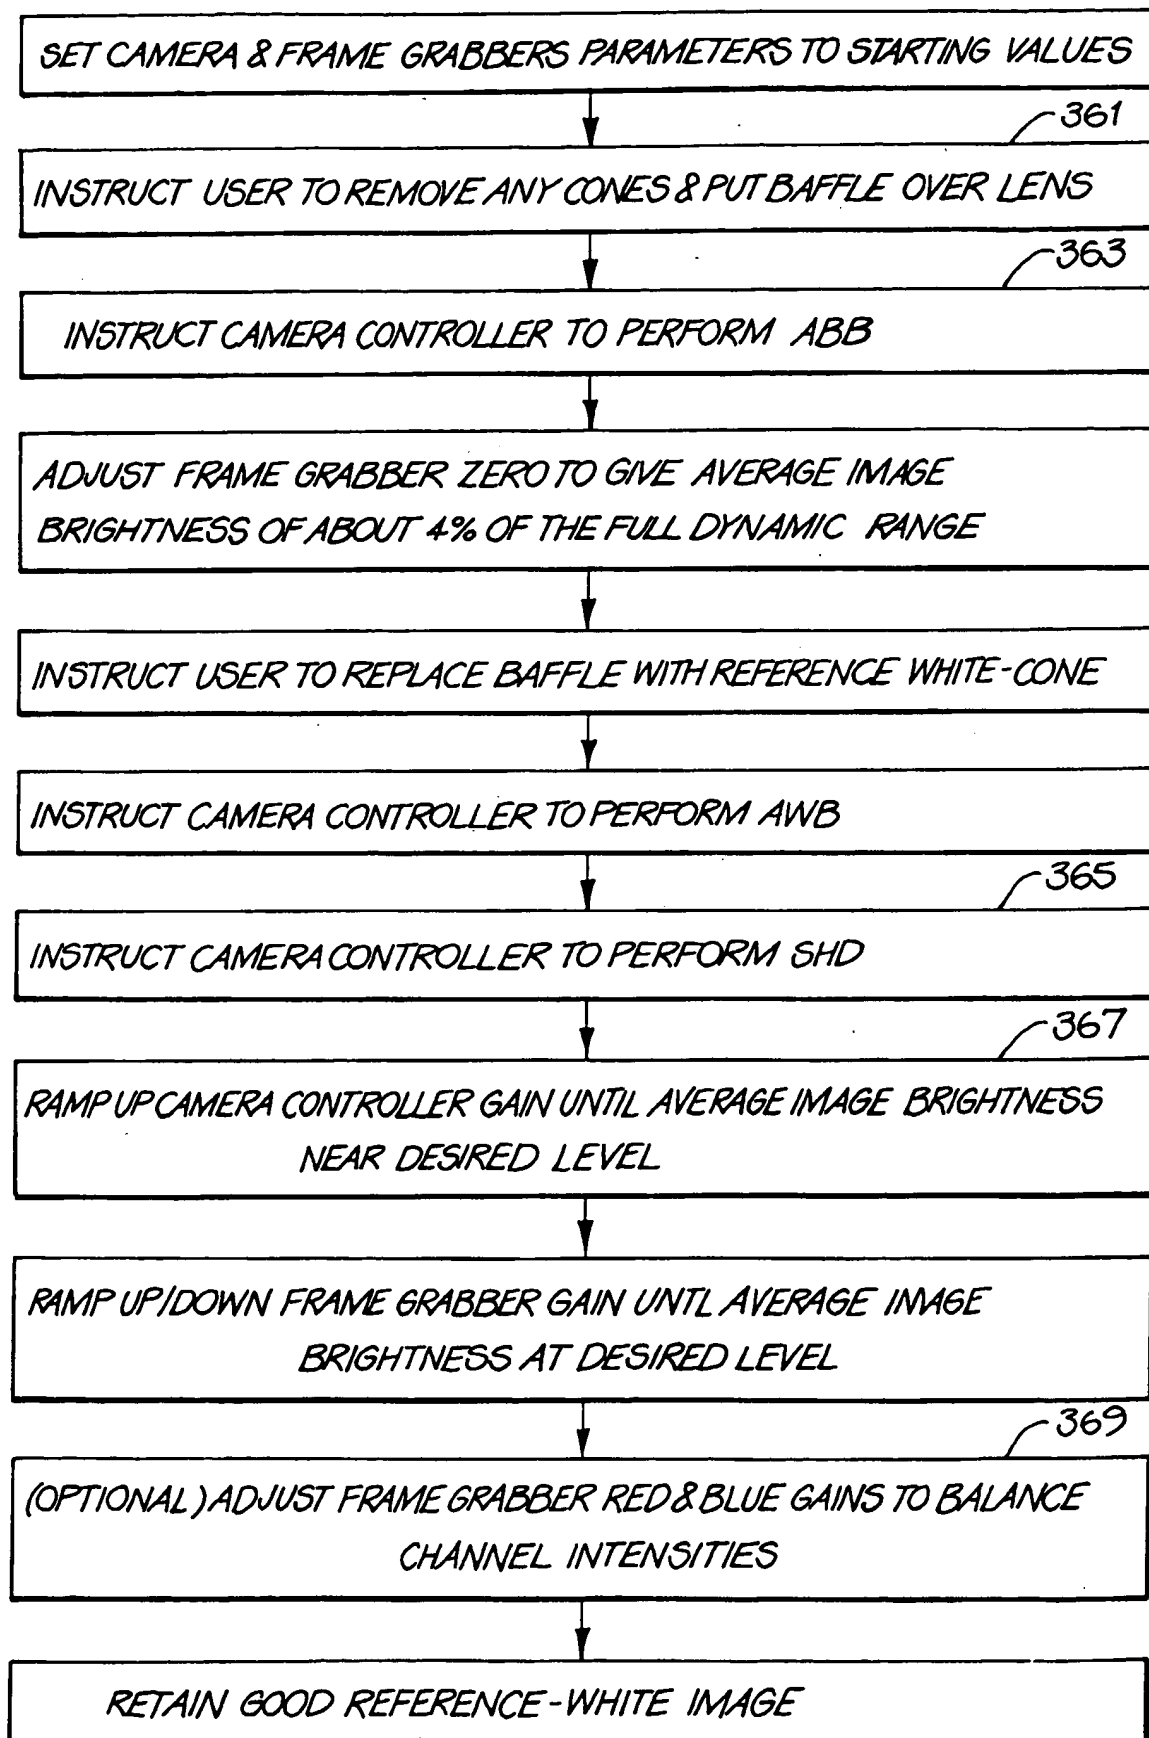 SET CAMERA & FRAME GRABBERS PARAMETERS TO STARTING VALUES
361
INSTRUCT USER TO REMOVE ANY CONES & PUT BAFFLE OVER LENS
363
INSTRUCT CAMERA CONTROLLER TO PERFORM ABB
ADJUST FRAME GRABBER ZERO TO GIVE AVERAGE IMAGE
BRIGHTNESS OF ABOUT 4% OF THE FULL DYNAMIC RANGE
INSTRUCT USER TO REPLACE BAFFLE WITH REFERENCE WHITE-CONE
INSTRUCT CAMERA CONTROLLER TO PERFORM AWB
365
INSTRUCT CAMERA CONTROLLER TO PERFORM SHD
367
RAMP UP CAMERA CONTROLLER GAIN UNTIL AVERAGE IMAGE BRIGHTNESS
NEAR DESIRED LEVEL
RAMP UP/DOWN FRAME GRABBER GAIN UNTL AVERAGE IMAGE
BRIGHTNESS AT DESIRED LEVEL
369
(OPTIONAL) ADJUST FRAME GRABBER RED & BLUE GAINS TO BALANCE
CHANNEL INTENSITIES
RETAIN GOOD REFERENCE-WHITE IMAGE